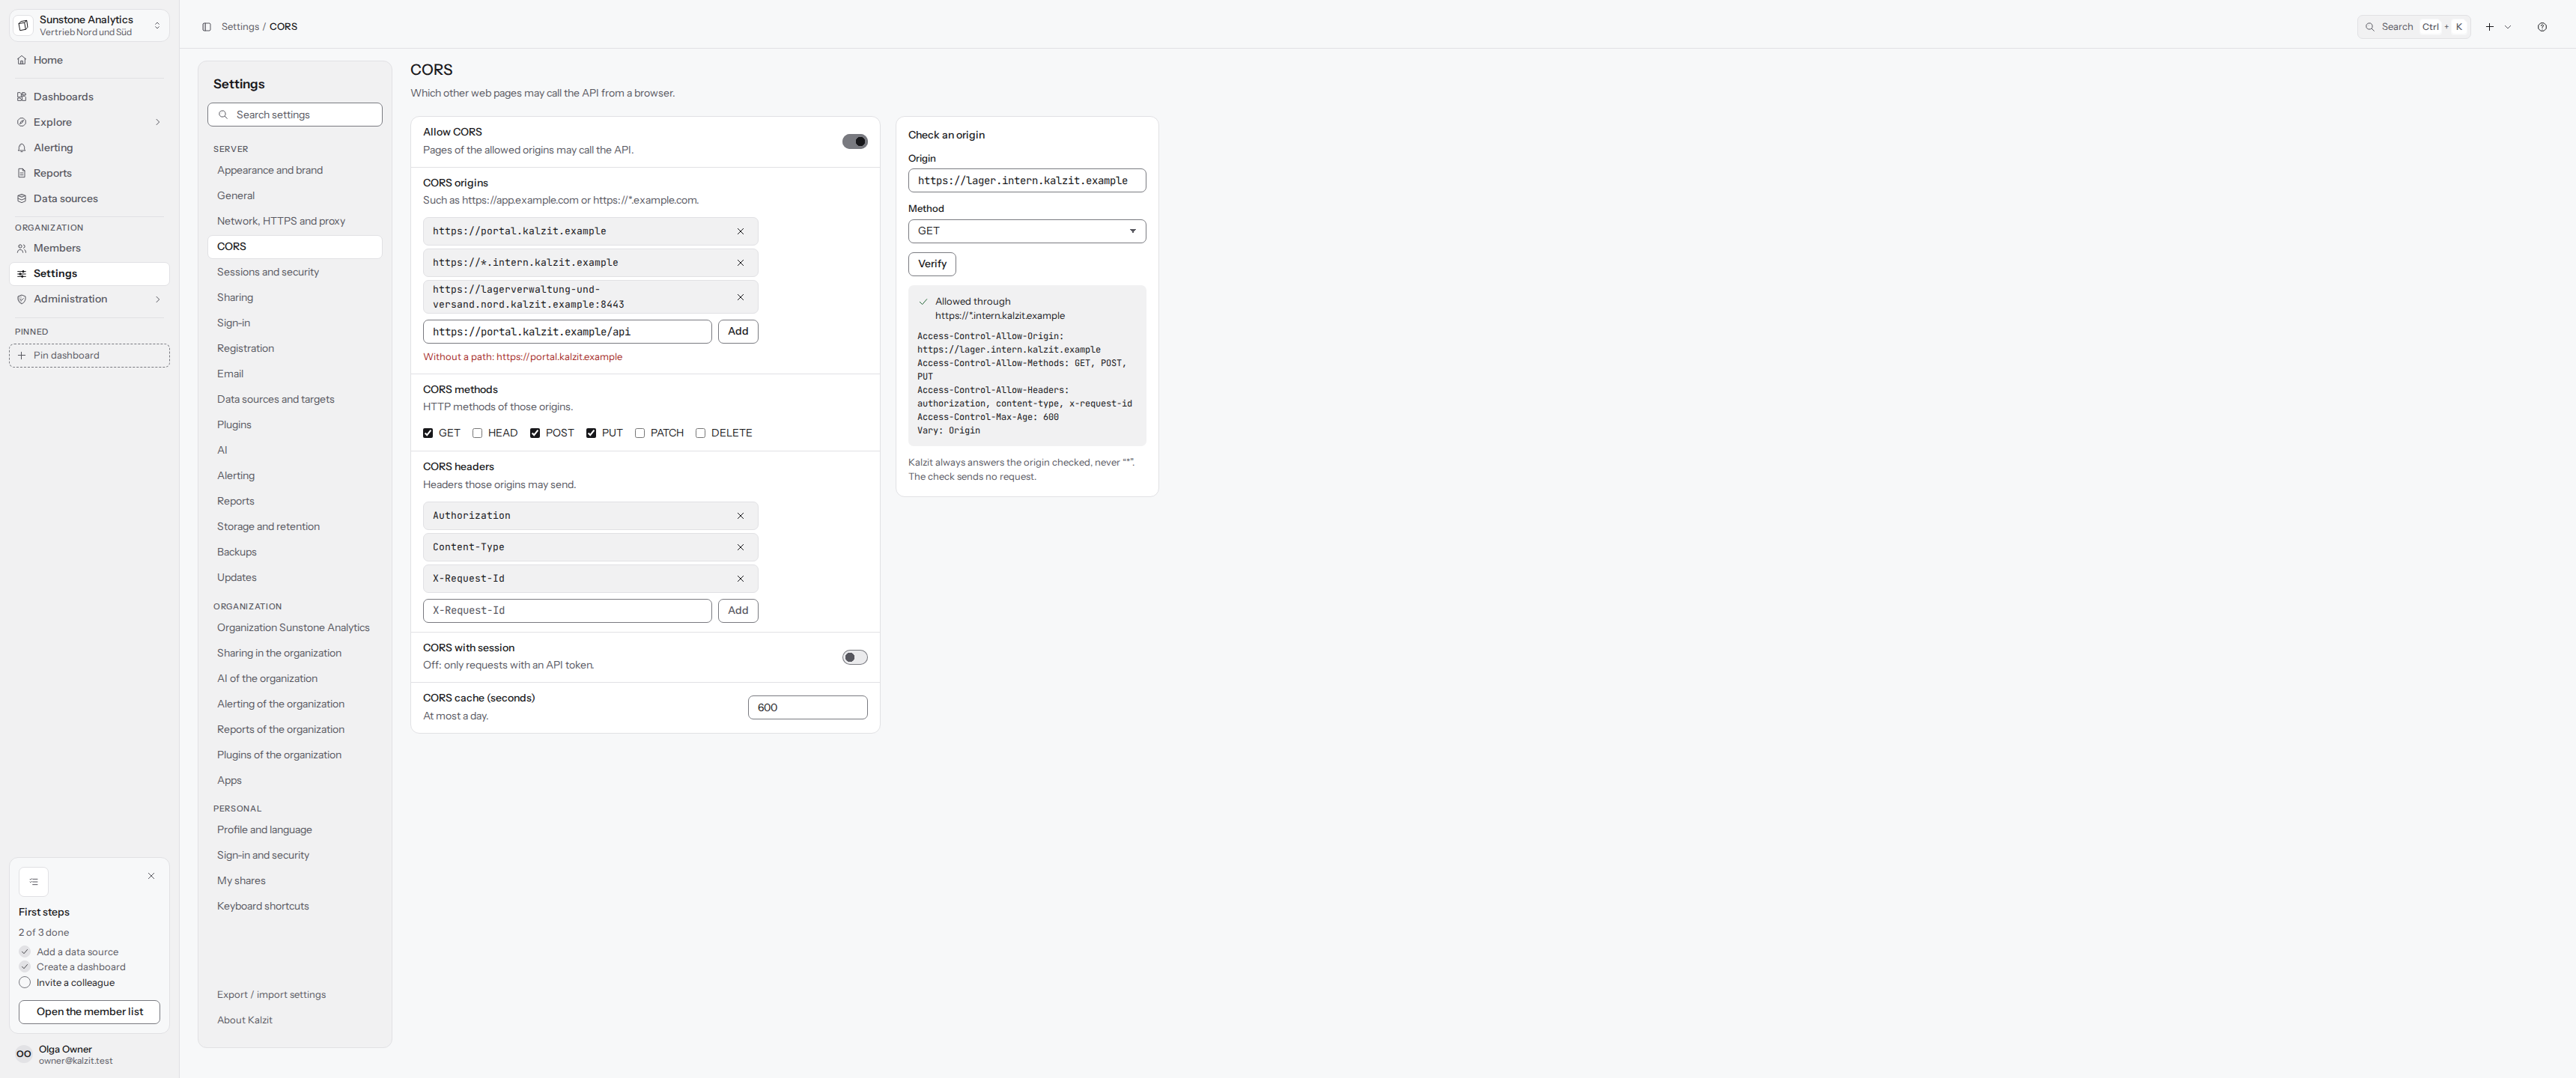 Sunstone Analytics
Vertrieb Nord und Süd
Home
Dashboards
Explore
Alerting
Reports
Data sources
ORGANIZATION
Members
Settings
Administration
PINNED
Pin dashboard
First steps
2 of 3 done
Add a data source
Create a dashboard
Invite a colleague
Open the member list
OO
Olga Owner
owner@kalzit.test
Settings / CORS
Search Ctrl + K
Settings
Search settings
SERVER
Appearance and brand
General
Network, HTTPS and proxy
CORS
Sessions and security
Sharing
Sign-in
Registration
Email
Data sources and targets
Plugins
AI
Alerting
Reports
Storage and retention
Backups
Updates
ORGANIZATION
Organization Sunstone Analytics
Sharing in the organization
AI of the organization
Alerting of the organization
Reports of the organization
Plugins of the organization
Apps
PERSONAL
Profile and language
Sign-in and security
My shares
Keyboard shortcuts
Export / import settings
About Kalzit
CORS
Which other web pages may call the API from a browser.
Allow CORS
Pages of the allowed origins may call the API.
CORS origins
Such as https://app.example.com or https://*.example.com.
https://portal.kalzit.example
https://*.intern.kalzit.example
https://lagerverwaltung-und-
versand.nord.kalzit.example:8443
https://portal.kalzit.example/api
Add
Without a path: https://portal.kalzit.example
CORS methods
HTTP methods of those origins.
GET HEAD POST PUT PATCH DELETE
CORS headers
Headers those origins may send.
Authorization
Content-Type
X-Request-Id
X-Request-Id
Add
CORS with session
Off: only requests with an API token.
CORS cache (seconds)
At most a day.
600
Check an origin
Origin
https://lager.intern.kalzit.example
Method
GET
Verify
Allowed through
https://*.intern.kalzit.example
Access-Control-Allow-Origin:
https://lager.intern.kalzit.example
Access-Control-Allow-Methods: GET, POST,
PUT
Access-Control-Allow-Headers:
authorization, content-type, x-request-id
Access-Control-Max-Age: 600
Vary: Origin
Kalzit always answers the origin checked, never “*”.
The check sends no request.